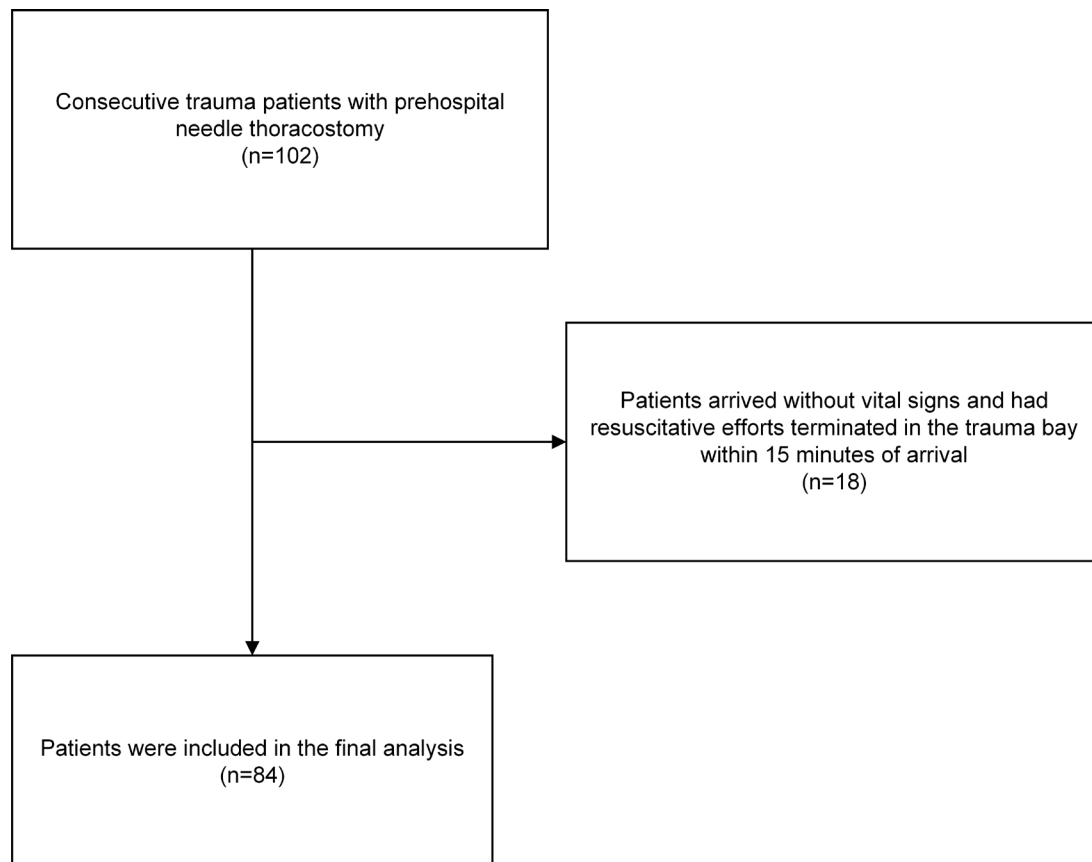 Consecutive trauma patients with prehospital
needle thoracostomy
(n=102)
Patients arrived without vital signs and had
resuscitative efforts terminated in the trauma bay
within 15 minutes of arrival
(n=18)
Patients were included in the final analysis
(n=84)